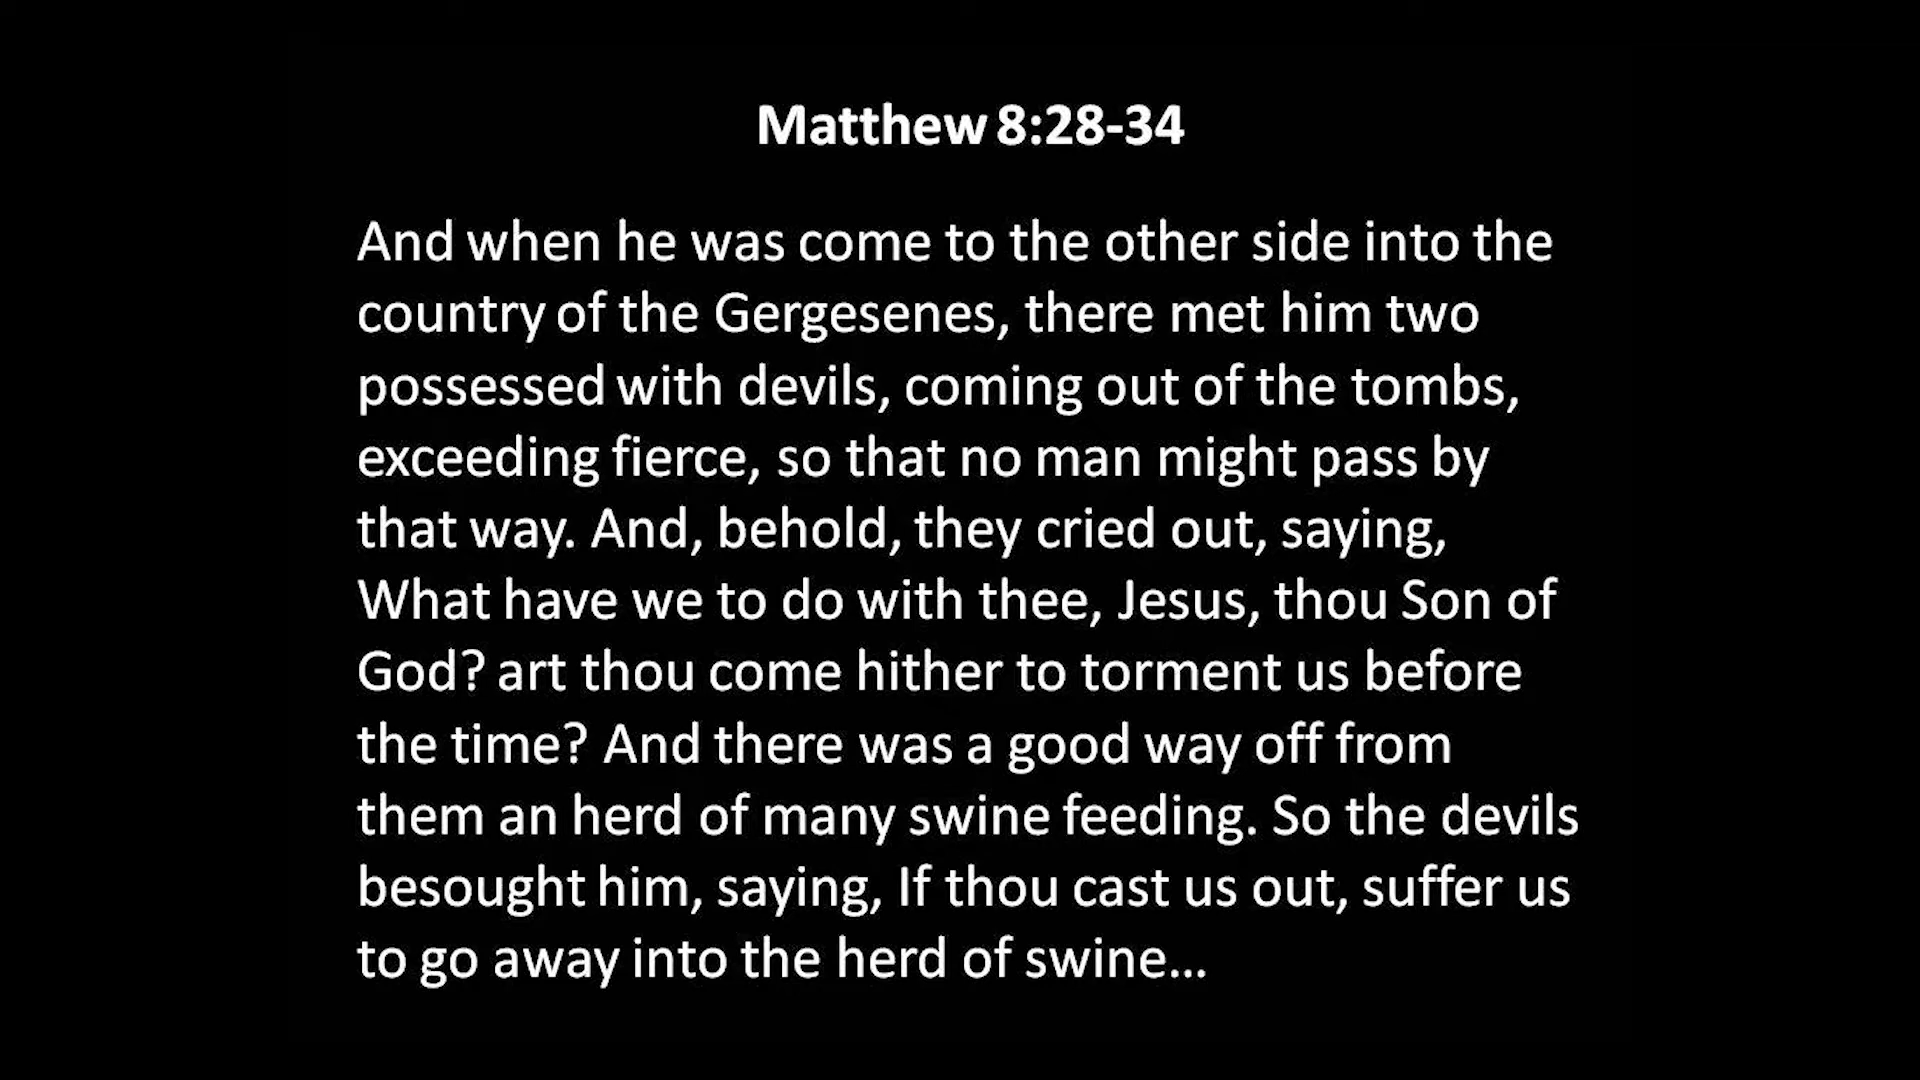 Matthew 8:28-34
And when he was come to the other side into the
country of the Gergesenes, there met him two
possessed with devils, coming out of the tombs,
exceeding fierce, so that no man might pass by
that way. And, behold, they cried out, saying,
What have we to do with thee, Jesus, thou Son of
God? art thou come hither to torment us before
the time? And there was a good way off from
them an herd of many swine feeding. So the devils
besought him, saying, If thou cast us out, suffer us
to go away into the herd of swine...